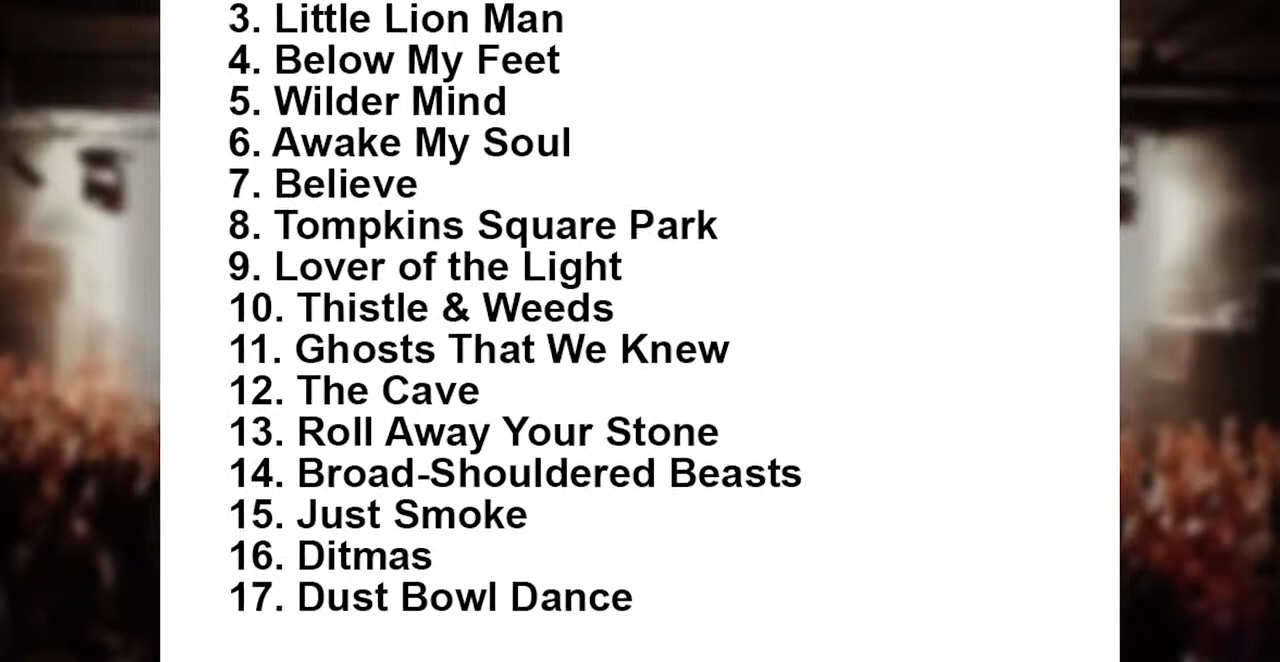 3. Little Lion Man
4. Below My Feet
5. Wilder Mind
6. Awake My Soul
7. Believe
8. Tompkins Square Park
9. Lover of the Light
10. Thistle & Weeds
11. Ghosts That We Knew
12. The Cave
13. Roll Away Your Stone
14. Broad-Shouldered Beasts
15. Just Smoke
16. Ditmas
17. Dust Bowl Dance